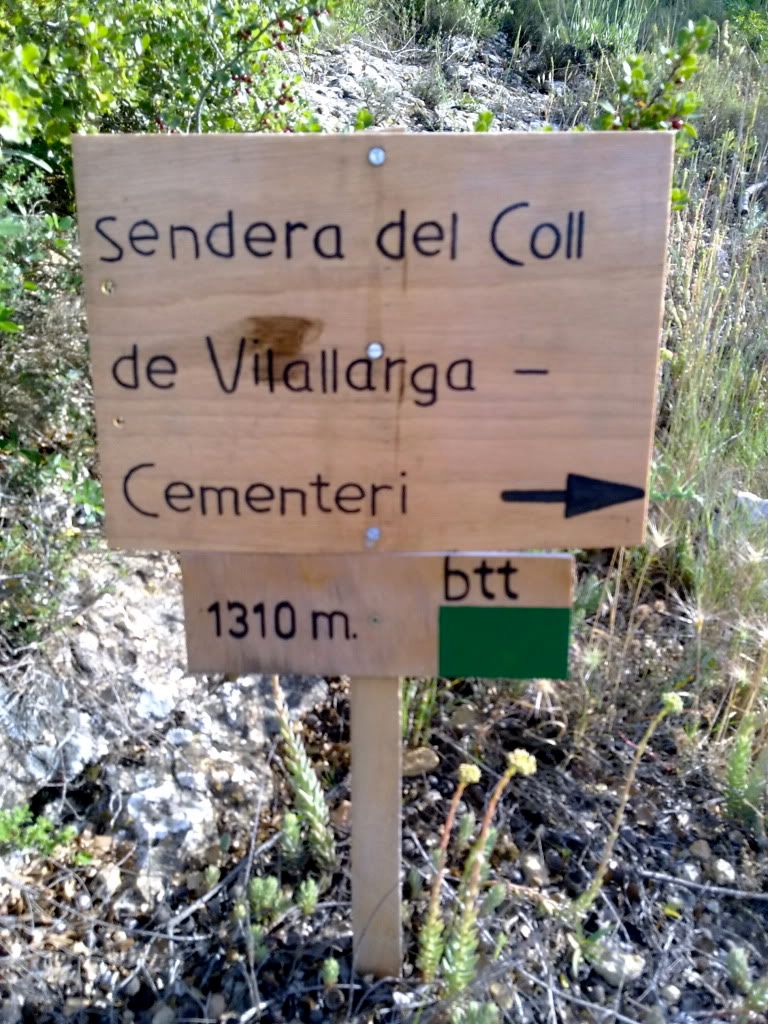 Sendera del Coll
de Vilallarga -
Cementeri
btt
1310 m.